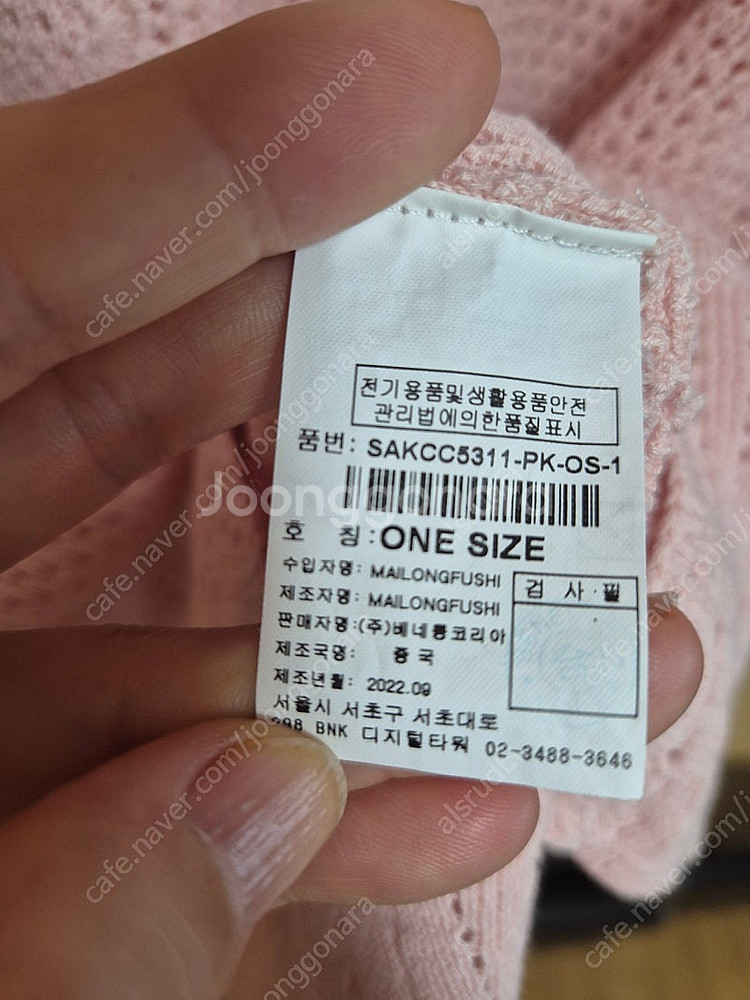 전기용품및생활용품안전
관리법에의한품질표시
품번: SAKCC5311-PK-OS-1
호 칭:ONE SIZE
수입자명: MAILONGFUSHI
제조자명: MAILONGFUSHI
판매자명:(주)베네통코리아
제조국명: 중국
제조년월: 2022.09
검 사 필
서울시 서초구 서초대로
398 BNK 디지털타워 02-3488-3646
Joonggonara
cafe.naver.com/joonggonara